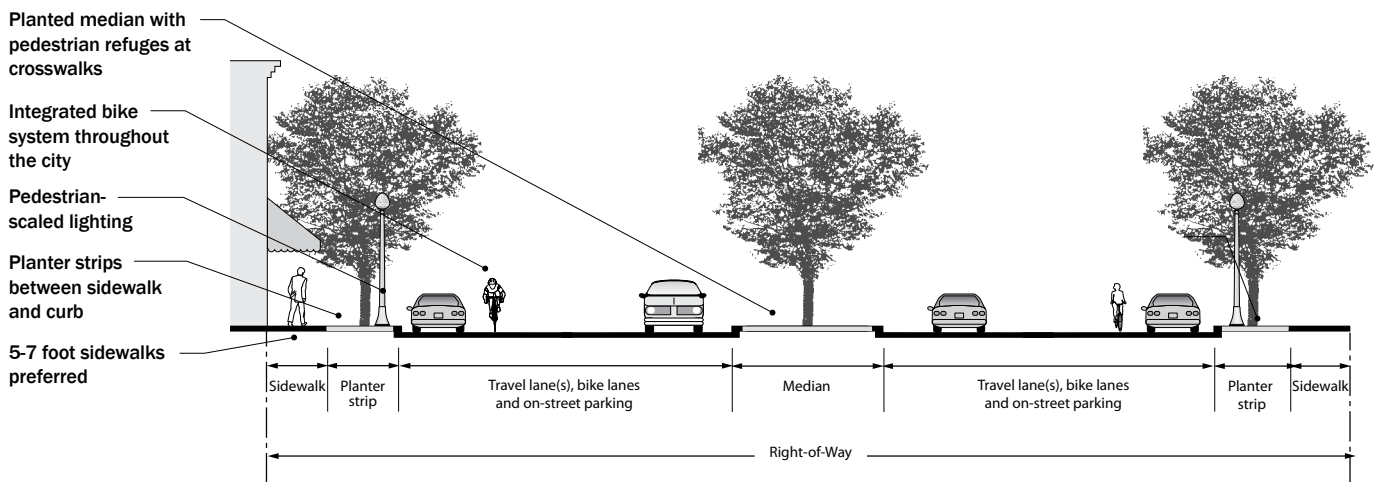 Planted median with
pedestrian refuges at
crosswalks
Integrated bike
system throughout
the city
Pedestrian-
scaled lighting
Planter strips
between sidewalk
and curb
5-7 foot sidewalks
preferred
Sidewalk
Planter
strip
Travel lane(s), bike lanes
and on-street parking
Median
Travel lane(s), bike lanes
and on-street parking
Planter
strip
Sidewalk
Right-of-Way